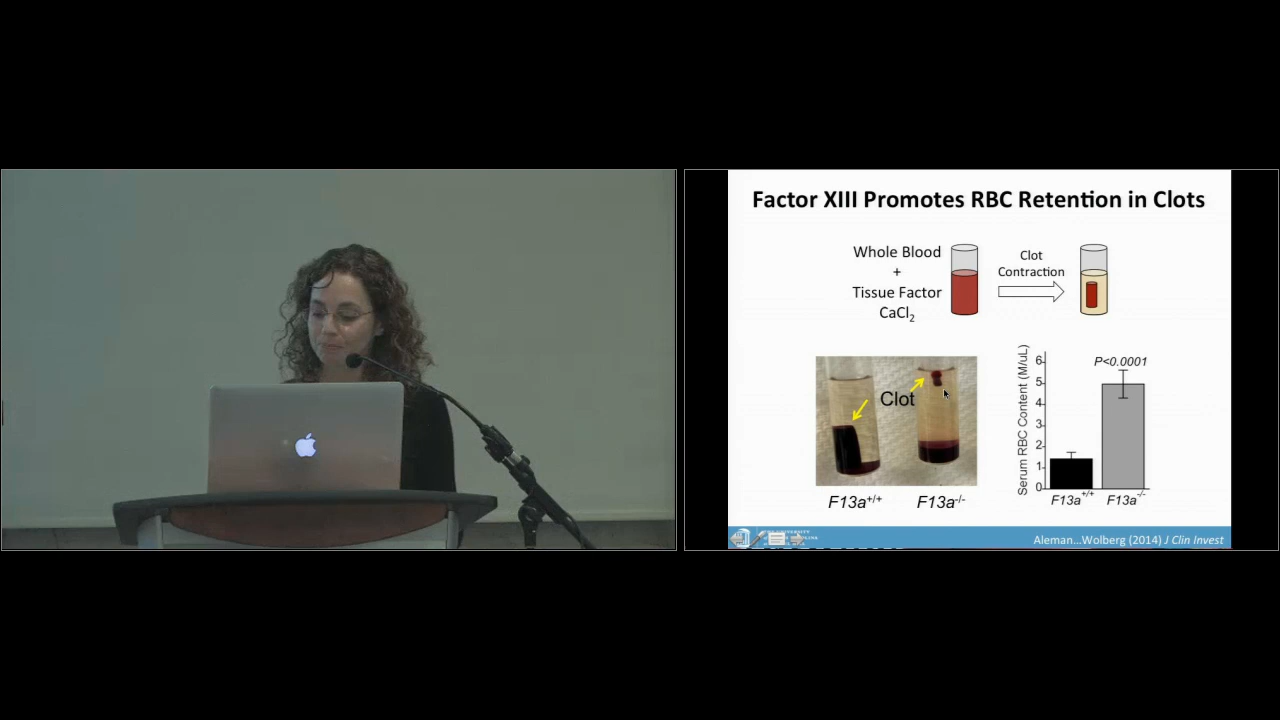 Factor XIII Promotes RBC Retention in Clots
Whole Blood
+
Tissue Factor
CaCl₂
Clot
Contraction
Clot
F13a+/+
F13a-/-
Serum RBC Content (M/uL)
6
5
4
3
2
1
0
P<0.0001
F13a+/+
F13a-/-
Aleman...Wolberg (2014) J Clin Invest